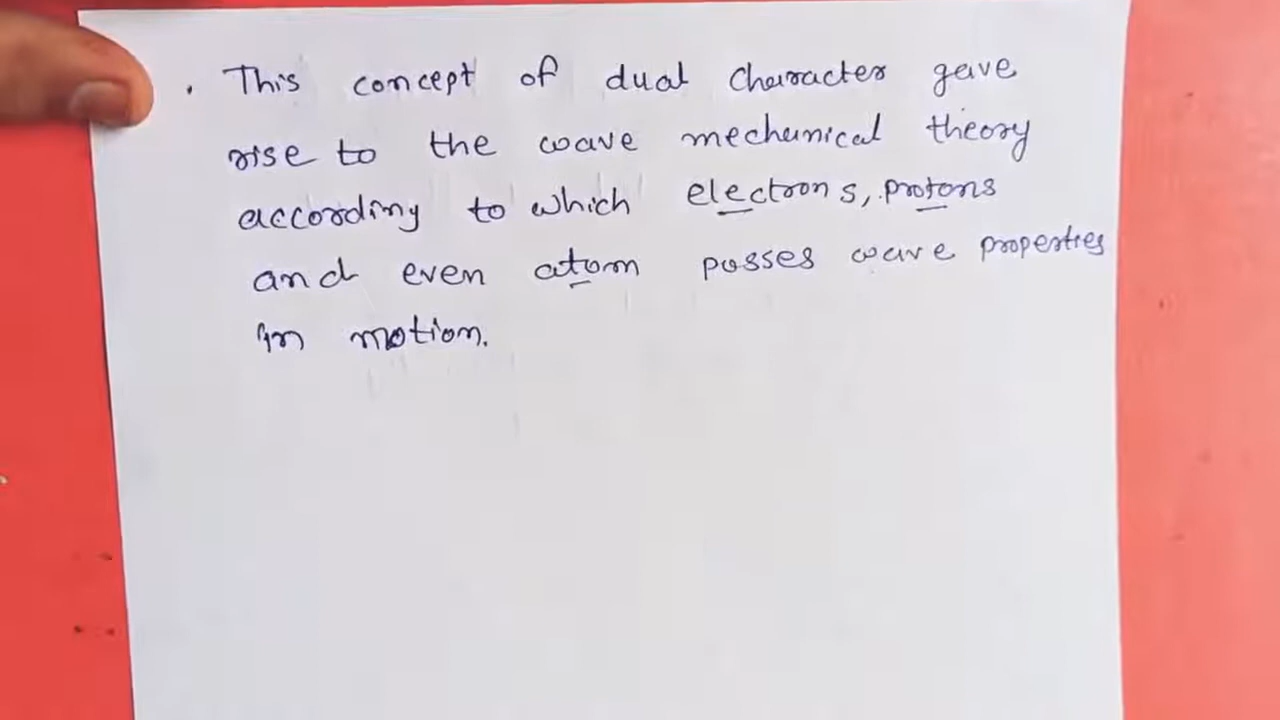 . This concept of dual character gave
rise to the wave mechanical theory
according to which electrons, protons
and even atom posses wave properties
in motion.